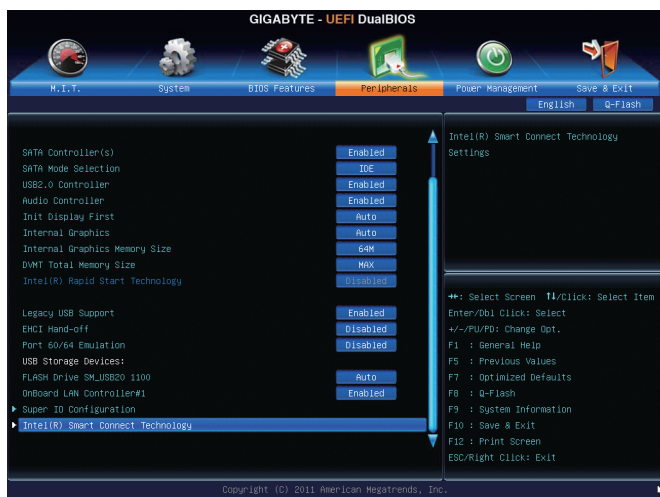 GIGABYTE - UEFI DualBIOS
M.I.T.
System
BIOS Features
Peripherals
Power Management
Save & Exit
English
Q-Flash
SATA Controller(s) Enabled
SATA Mode Selection IDE
USB2.0 Controller Enabled
Audio Controller Enabled
Init Display First Auto
Internal Graphics Auto
Internal Graphics Memory Size 64M
DVMT Total Memory Size MAX
Intel(R) Rapid Start Technology Disabled
Legacy USB Support Enabled
EHCI Hand-off Disabled
Port 60/64 Emulation Disabled
USB Storage Devices:
FLASH Drive SM_USB20 1100 Auto
OnBoard LAN Controller#1 Enabled
Super IO Configuration
Intel(R) Smart Connect Technology
Intel(R) Smart Connect Technology
Settings
→←: Select Screen ↑↓/Click: Select Item
Enter/Dbl Click: Select
+/-/PU/PD: Change Opt.
F1 : General Help
F5 : Previous Values
F7 : Optimized Defaults
F8 : Q-Flash
F9 : System Information
F10 : Save & Exit
F12 : Print Screen
ESC/Right Click: Exit
Copyright (C) 2011 American Megatrends, Inc.